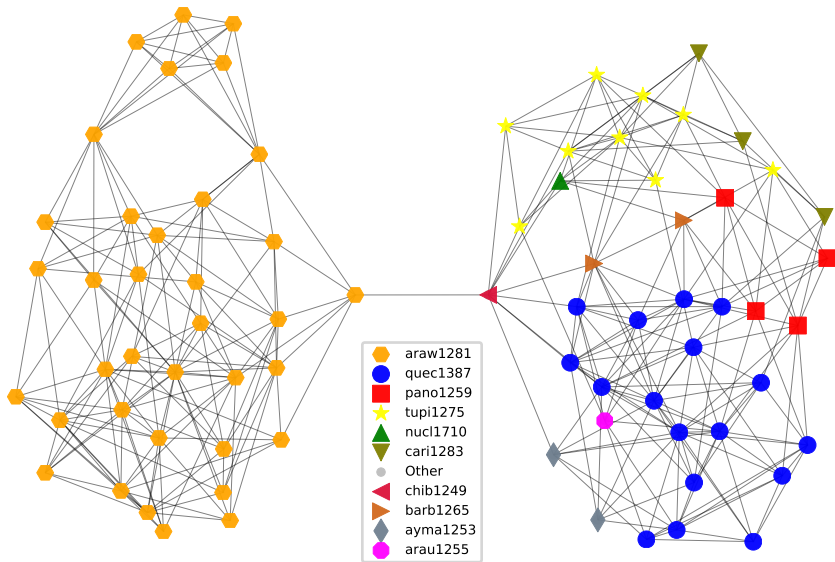 araw1281
quec1387
pano1259
tupi1275
nucl1710
cari1283
Other
chib1249
barb1265
ayma1253
arau1255